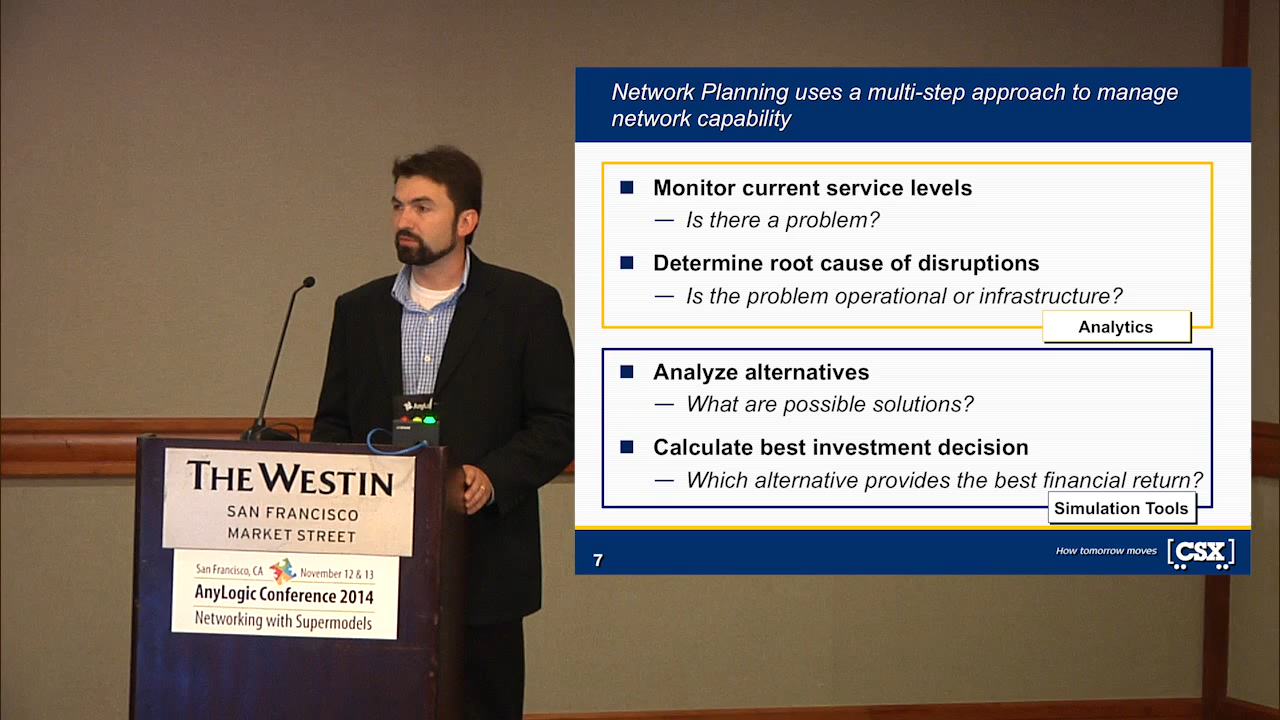 Network Planning uses a multi-step approach to manage
network capability
Monitor current service levels
— Is there a problem?
Determine root cause of disruptions
— Is the problem operational or infrastructure?
Analytics
Analyze alternatives
— What are possible solutions?
Calculate best investment decision
— Which alternative provides the best financial return?
Simulation Tools
7
How tomorrow moves
[CSX]
THE WESTIN
SAN FRANCISCO
MARKET STREET
San Francisco, CA November 12 & 13
AnyLogic Conference 2014
Networking with Supermodels